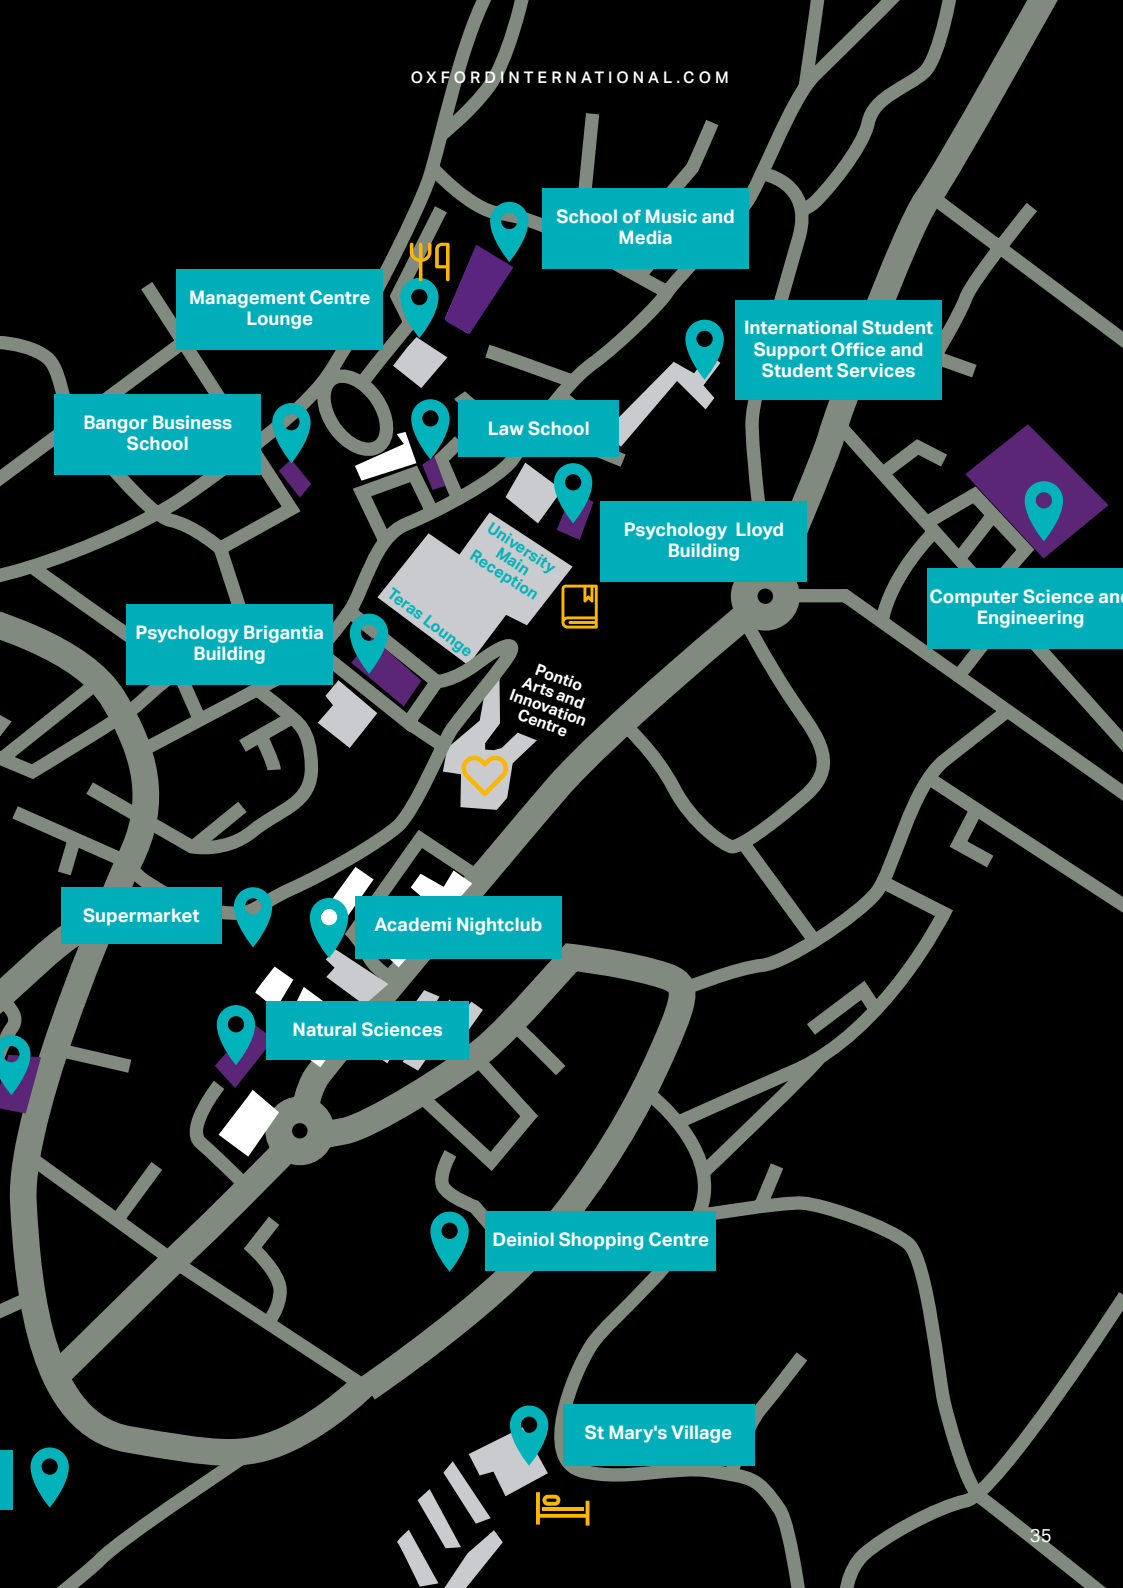 OXFORDINTERNATIONAL.COM
School of Music and
Media
Management Centre
Lounge
International Student
Support Office and
Student Services
Bangor Business
School
Law School
Psychology Lloyd
Building
University
Main
Reception
Teras Lounge
Computer Science and
Engineering
Psychology Brigantia
Building
Pontio
Arts and
Innovation
Centre
Supermarket
Academi Nightclub
Natural Sciences
Deiniol Shopping Centre
St Mary's Village
35